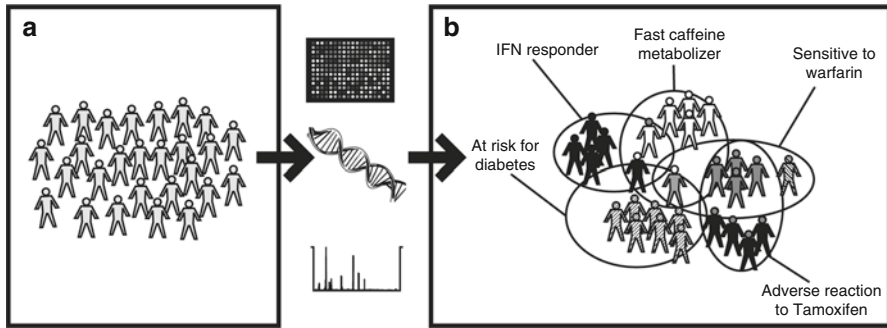 a
b
IFN responder
Fast caffeine
metabolizer
Sensitive to
warfarin
At risk for
diabetes
Adverse reaction
to Tamoxifen